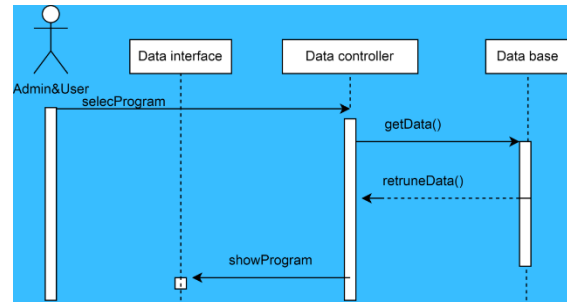 Data interface
Data controller
Data base
Admin&User
selecProgram
getData()
retruneData()
showProgram